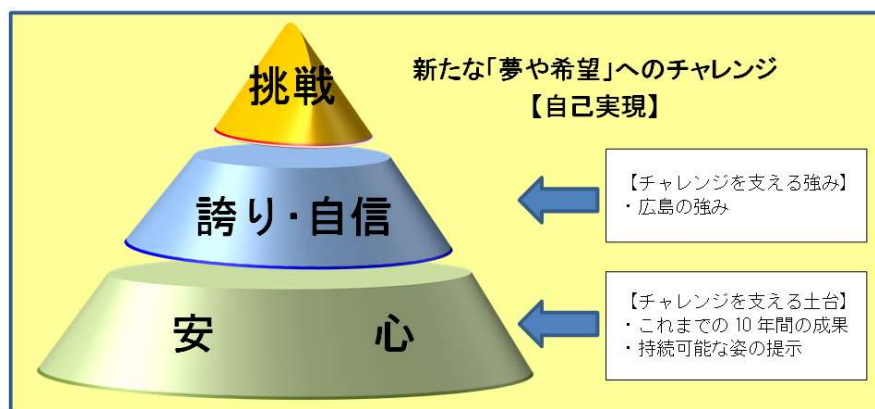 挑戦
新たな「夢や希望」へのチャレンジ
【自己実現】
誇り・自信
【チャレンジを支える強み】
・広島の強み
安　心
【チャレンジを支える土台】
・これまでの 10 年間の成果
・持続可能な姿の提示